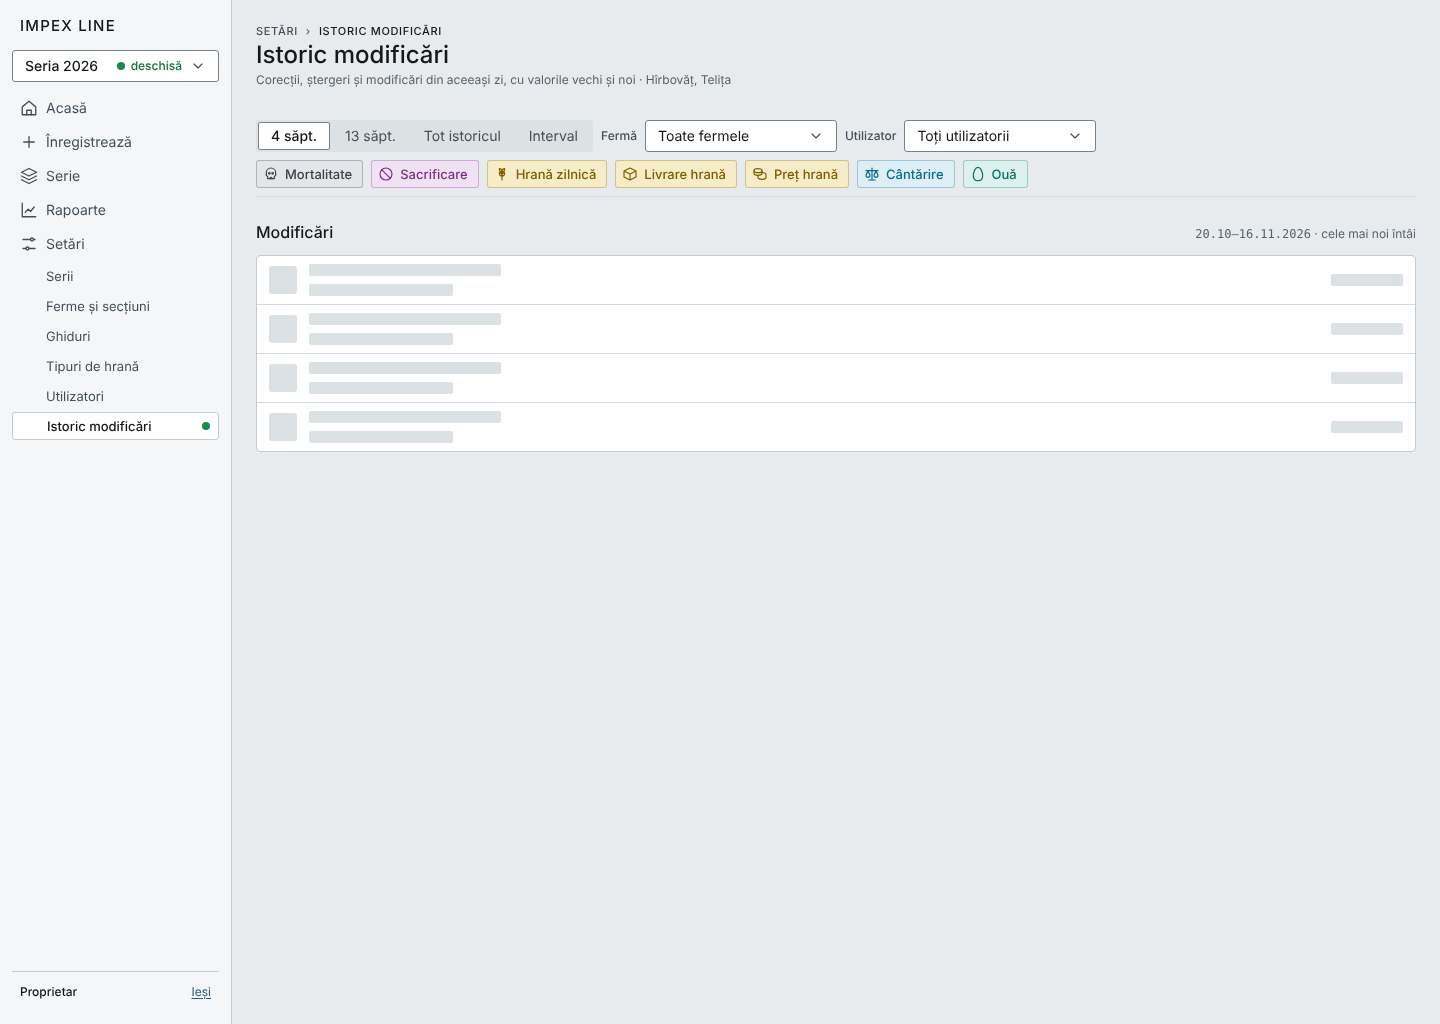 IMPEX LINE
Seria 2026 deschisă
Acasă
Înregistrează
Serie
Rapoarte
Setări
Serii
Ferme și secțiuni
Ghiduri
Tipuri de hrană
Utilizatori
Istoric modificări
Proprietar Ieși
SETĂRI › ISTORIC MODIFICĂRI
Istoric modificări
Corecții, ștergeri și modificări din aceeași zi, cu valorile vechi și noi · Hîrbovăț, Telița
4 săpt. 13 săpt. Tot istoricul Interval Fermă Toate fermele Utilizator Toți utilizatorii
Mortalitate Sacrificare Hrană zilnică Livrare hrană Preț hrană Cântărire Ouă
Modificări 20.10–16.11.2026 · cele mai noi întâi